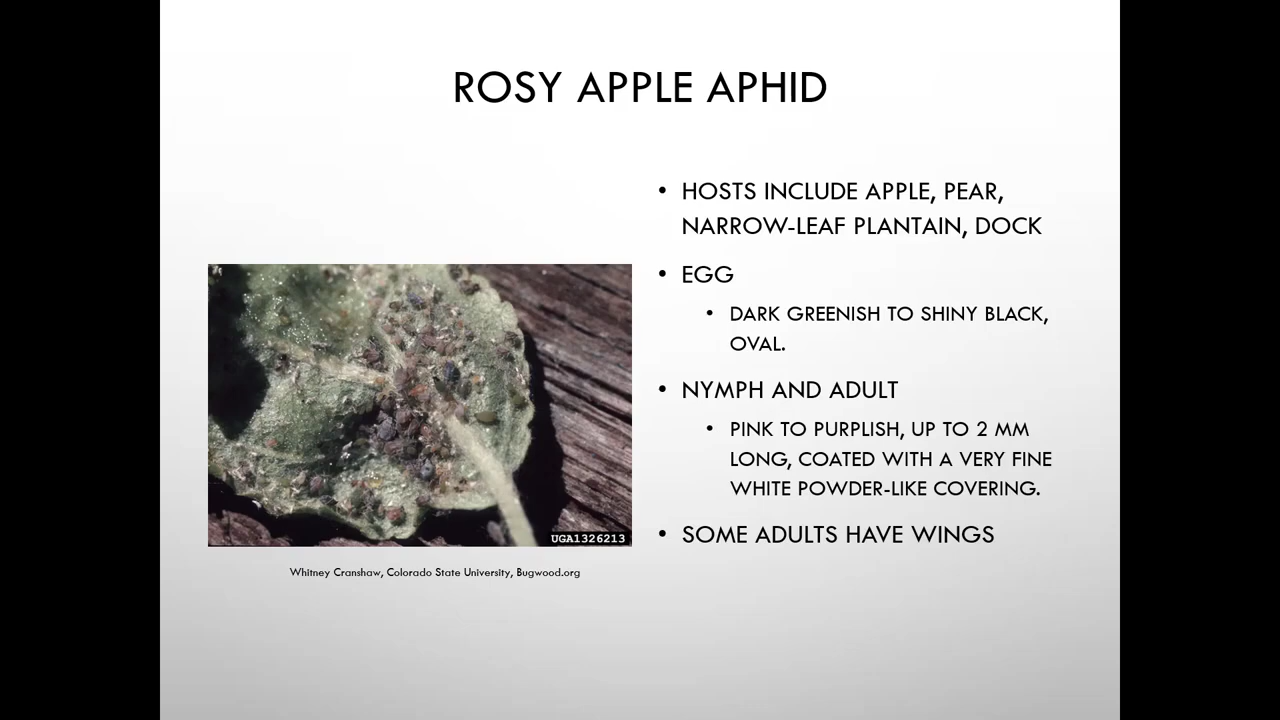 ROSY APPLE APHID
• HOSTS INCLUDE APPLE, PEAR,
NARROW-LEAF PLANTAIN, DOCK
• EGG
• DARK GREENISH TO SHINY BLACK,
OVAL.
• NYMPH AND ADULT
• PINK TO PURPLISH, UP TO 2 MM
LONG, COATED WITH A VERY FINE
WHITE POWDER-LIKE COVERING.
• SOME ADULTS HAVE WINGS
UGA1326213
Whitney Cranshaw, Colorado State University, Bugwood.org